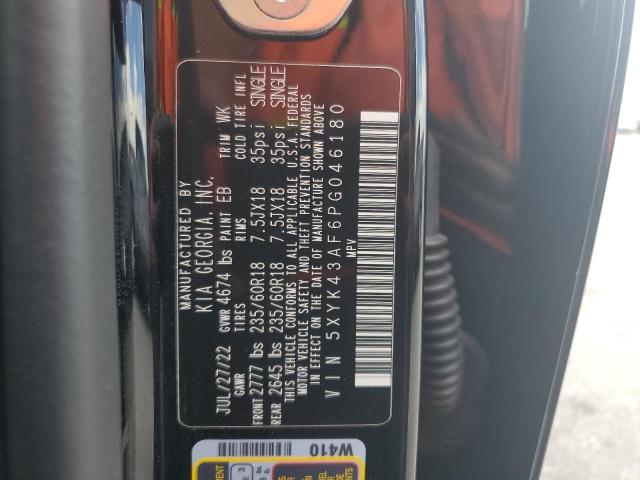 MANUFACTURED BY
KIA GEORGIA, INC.
JUL/27/22 GVWR 4674 lbs PAINT EB TRIM WK
GAWR TIRES RIMS COLD TIRE INFL
FRONT 2777 lbs 235/60R18 7.5JX18 35psi SINGLE
REAR 2645 lbs 235/60R18 7.5JX18 35psi SINGLE
THIS VEHICLE CONFORMS TO ALL APPLICABLE U.S.A. FEDERAL
MOTOR VEHICLE SAFETY AND THEFT PREVENTION STANDARDS
IN EFFECT ON THE DATE OF MANUFACTURE SHOWN ABOVE
VIN 5XYK43AF6PG046180
MPV
W410